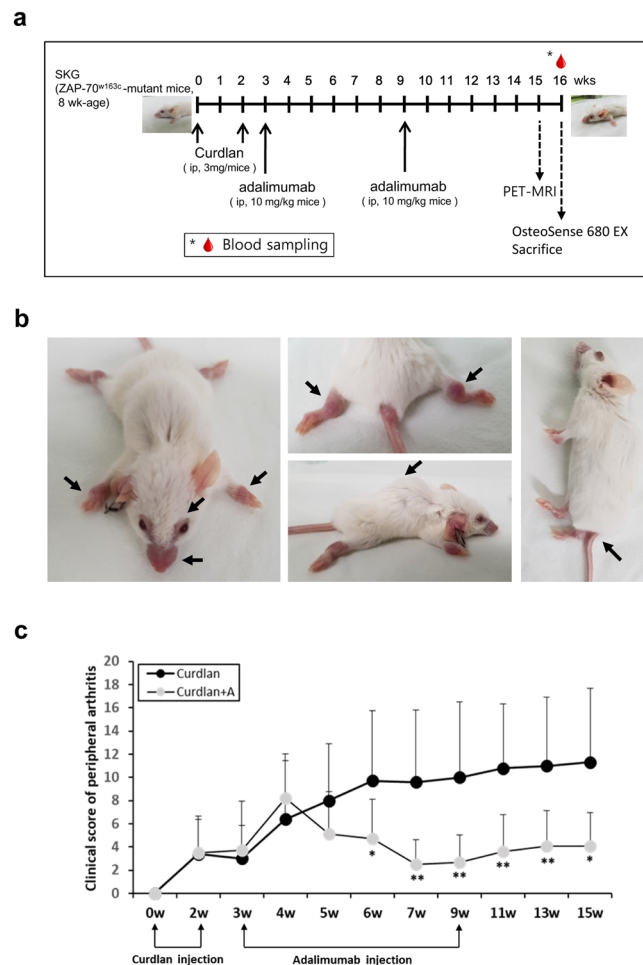 a
*
SKG
(ZAP-70w163c-mutant mice,
8 wk-age)
0 1 2 3 4 5 6 7 8 9 10 11 12 13 14 15 16 wks
Curdlan
( ip, 3mg/mice )
adalimumab
( ip, 10 mg/kg mice )
adalimumab
( ip, 10 mg/kg mice )
PET-MRI
OsteoSense 680 EX
Sacrifice
* Blood sampling
b
c
Clinical score of peripheral arthritis
20
18
16
14
12
10
8
6
4
2
0
Curdlan
Curdlan+A
* ** ** ** ** *
0w 2w 3w 4w 5w 6w 7w 9w 11w 13w 15w
Curdlan injection Adalimumab injection